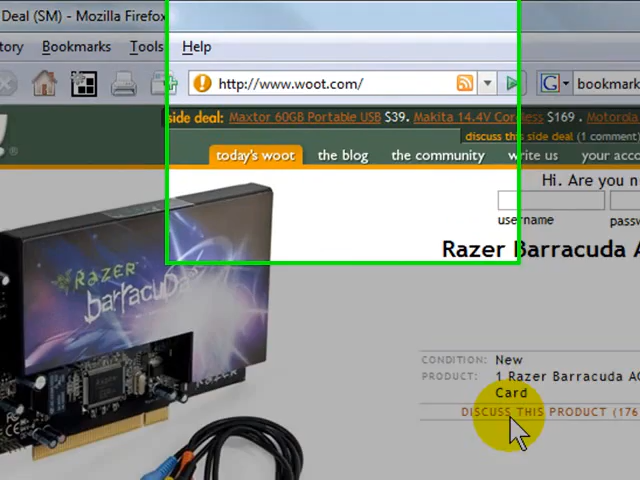 Deal (SM) - Mozilla Firefox
tory Bookmarks Tools Help
http://www.woot.com/ G bookmark
side deal: Maxtor 60GB Portable USB $39. Makita 14.4V Cordless $169 . Motorola
discuss this side deal (1 comment)
today's woot the blog the community write us your acco
Hi. Are you n
username passw
Razer Barracuda A
RAZER
barracuda
CONDITION: New
PRODUCT: 1 Razer Barracuda AC
Card
DISCUSS THIS PRODUCT (176